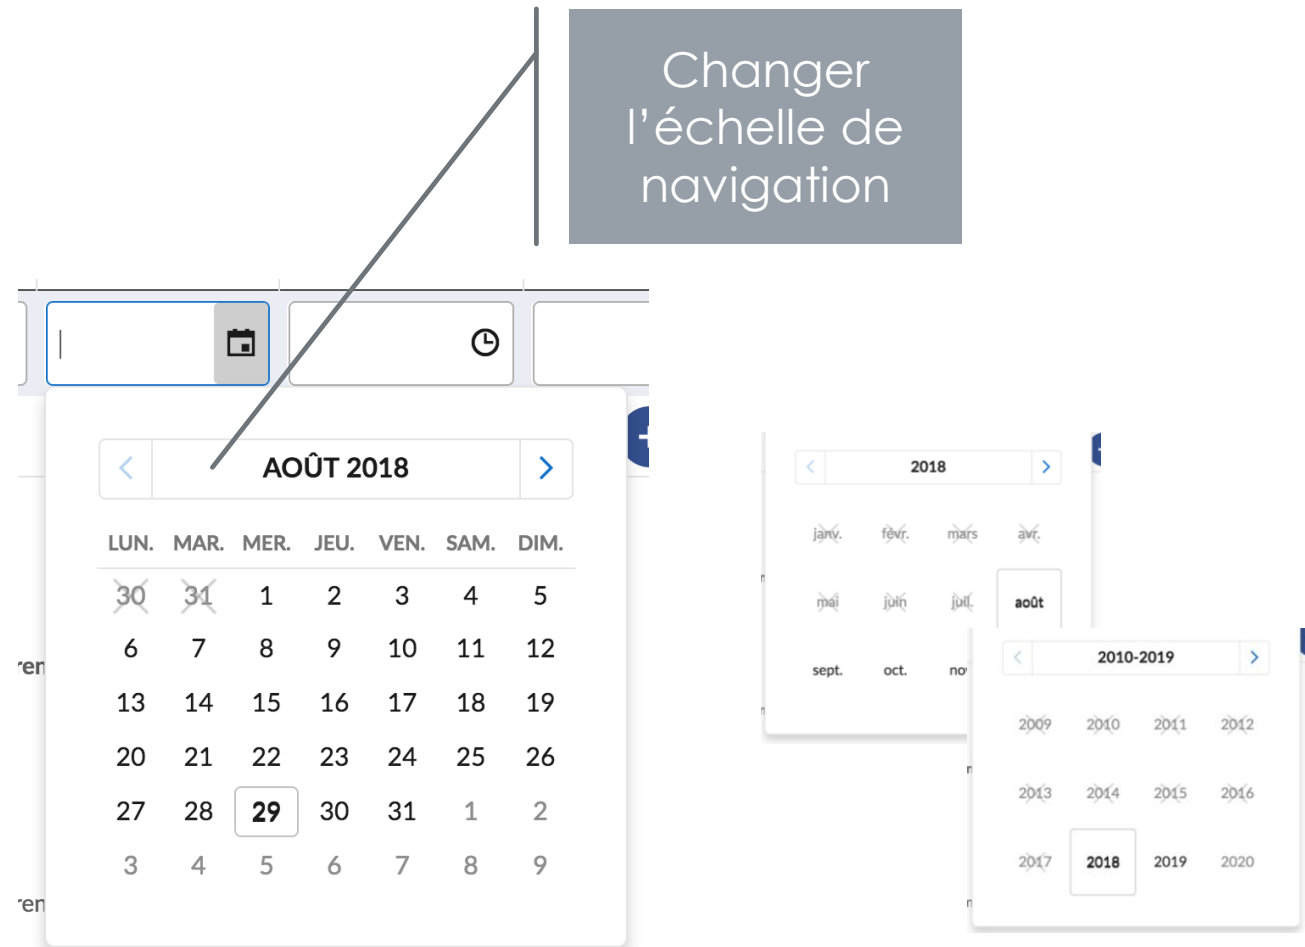 Changer
l’échelle de
navigation
AOÛT 2018
LUN. MAR. MER. JEU. VEN. SAM. DIM.
30 31 1 2 3 4 5
6 7 8 9 10 11 12
13 14 15 16 17 18 19
20 21 22 23 24 25 26
27 28 29 30 31 1 2
3 4 5 6 7 8 9
ren
ren
2018
janv. févr. mars avr.
mai juin juil. août
sept. oct. no
2010-2019
2009 2010 2011 2012
2013 2014 2015 2016
2017 2018 2019 2020